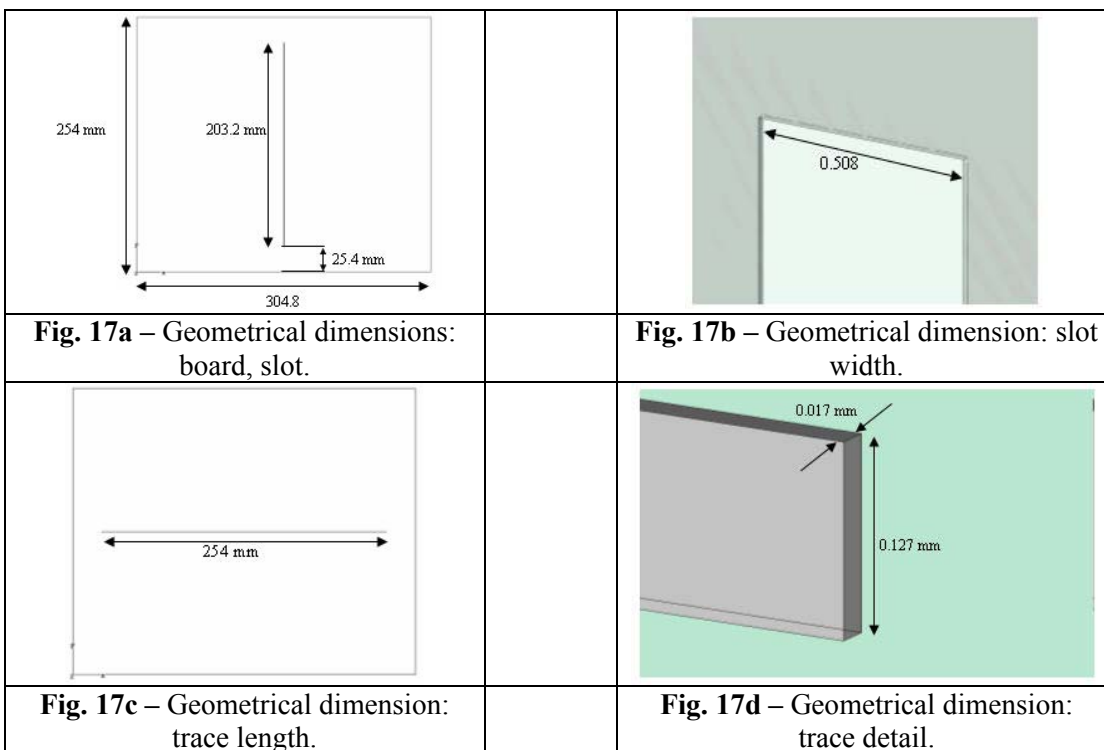 254 mm
203.2 mm
25.4 mm
304.8
0.508
Fig. 17a – Geometrical dimensions:
board, slot.
Fig. 17b – Geometrical dimension: slot
width.
254 mm
0.017 mm
0.127 mm
Fig. 17c – Geometrical dimension:
trace length.
Fig. 17d – Geometrical dimension:
trace detail.